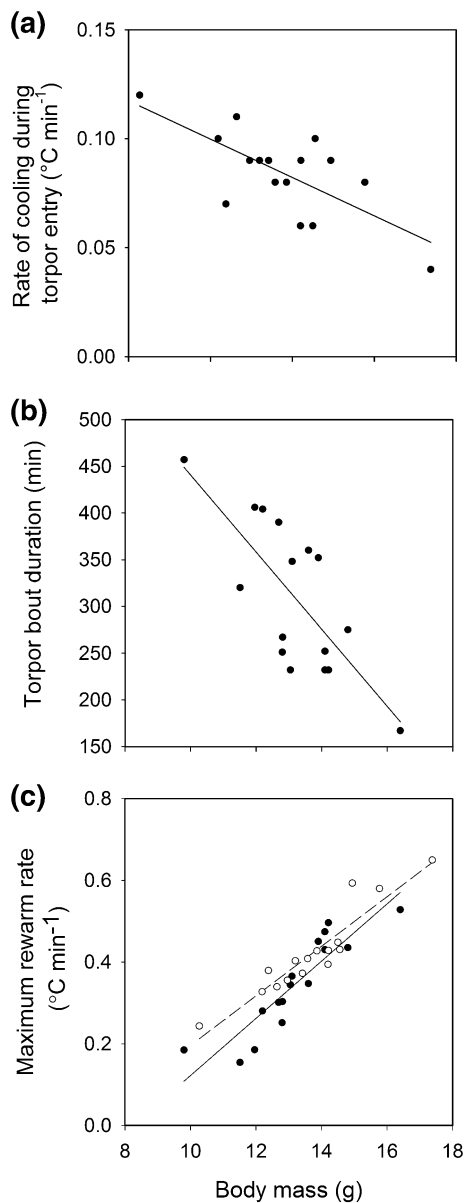 (a)
Rate of cooling during
torpor entry (°C min⁻¹)
0.15
0.10
0.05
0.00
(b)
Torpor bout duration (min)
500
450
400
350
300
250
200
150
(c)
Maximum rewarm rate
(°C min⁻¹)
0.8
0.6
0.4
0.2
0.0
8 10 12 14 16 18
Body mass (g)